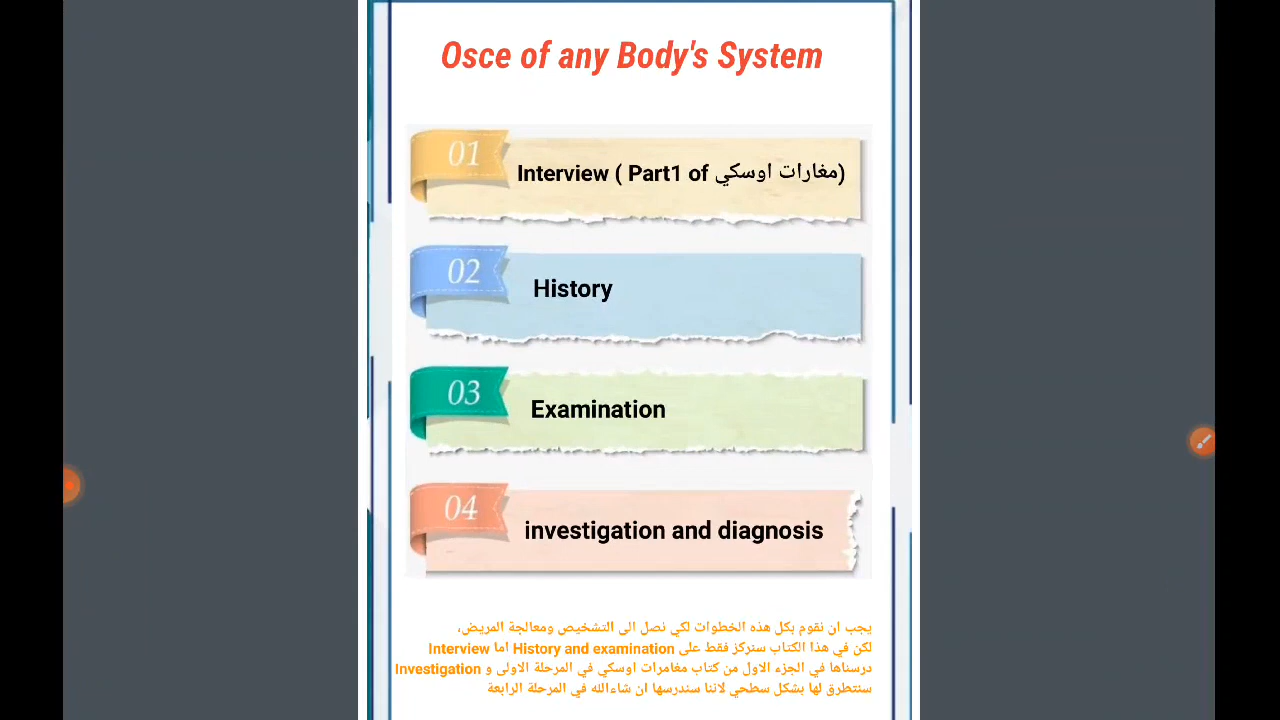 Osce of any Body's System
01
Interview ( Part1 of مغارات اوسكي)
02
History
03
Examination
04
investigation and diagnosis
يجب ان نقوم بكل هذه الخطوات لكي نصل الى التشخيص ومعالجة المريض،
لكن في هذا الكتاب سنركز فقط على History and examination اما Interview
درسناها في الجزء الاول من كتاب مغامرات اوسكي في المرحلة الاولى و Investigation
سنتطرق لها بشكل سطحي لاننا سندرسها ان شاءالله في المرحلة الرابعة